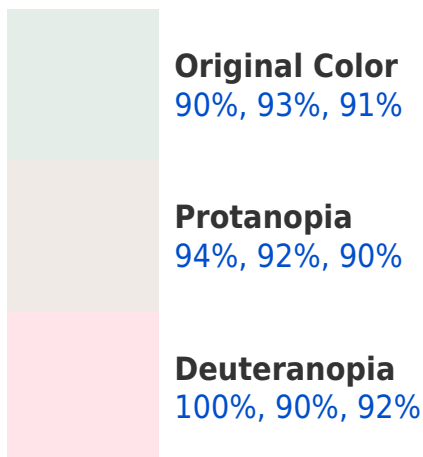 Original Color
90%, 93%, 91%
Protanopia
94%, 92%, 90%
Deuteranopia
100%, 90%, 92%